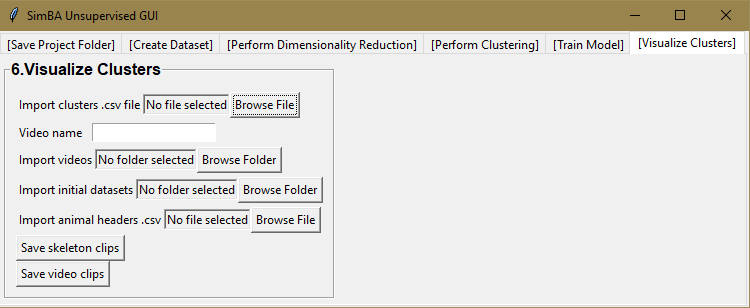 SimBA Unsupervised GUI
[Save Project Folder] [Create Dataset] [Perform Dimensionality Reduction] [Perform Clustering] [Train Model] [Visualize Clusters]
6.Visualize Clusters
Import clusters .csv file No file selected Browse File
Video name
Import videos No folder selected Browse Folder
Import initial datasets No folder selected Browse Folder
Import animal headers .csv No file selected Browse File
Save skeleton clips
Save video clips